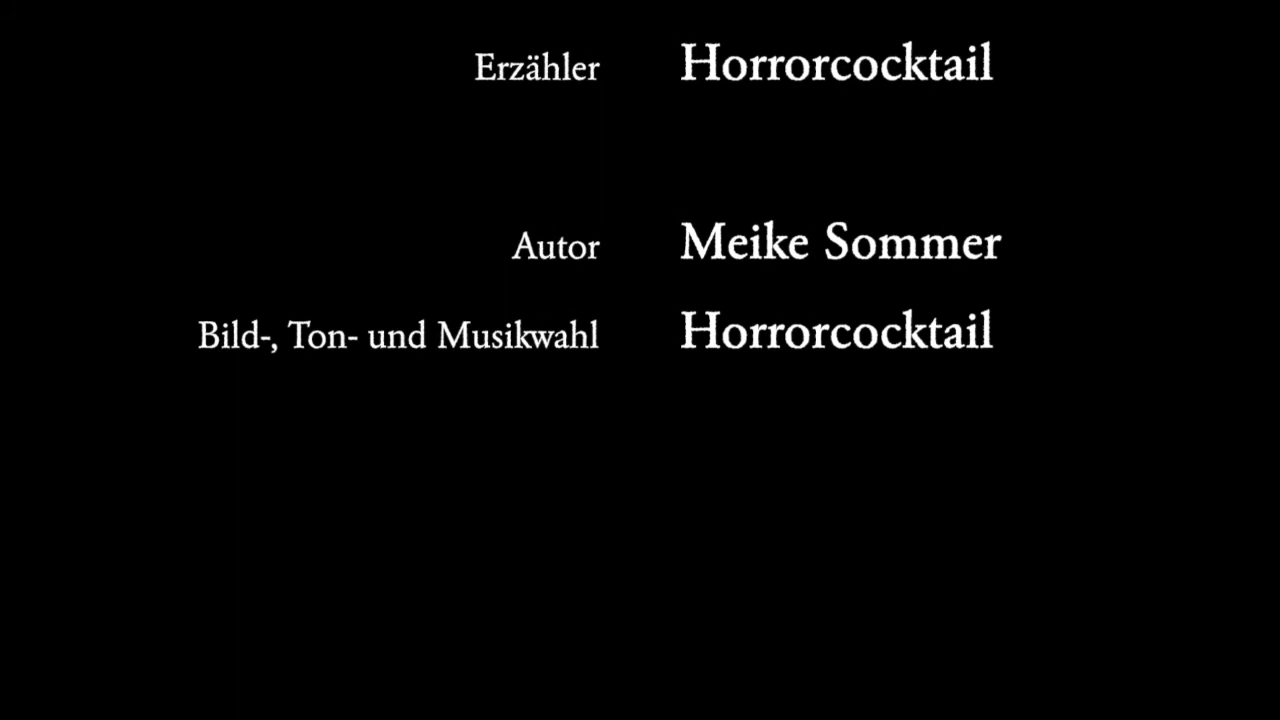 Erzähler Horrorcocktail
Autor Meike Sommer
Bild-, Ton- und Musikwahl Horrorcocktail